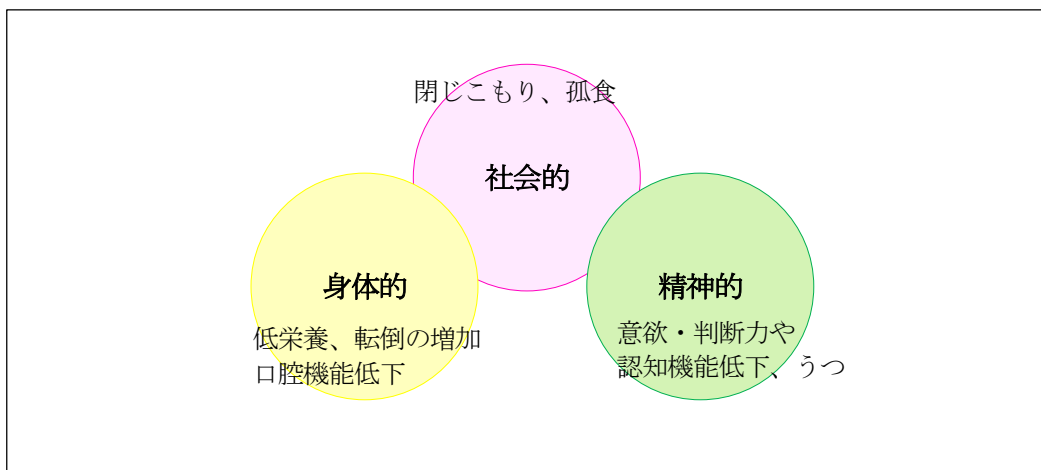 閉じこもり、孤食
社会的
身体的
低栄養、転倒の増加
口腔機能低下
精神的
意欲・判断力や
認知機能低下、うつ